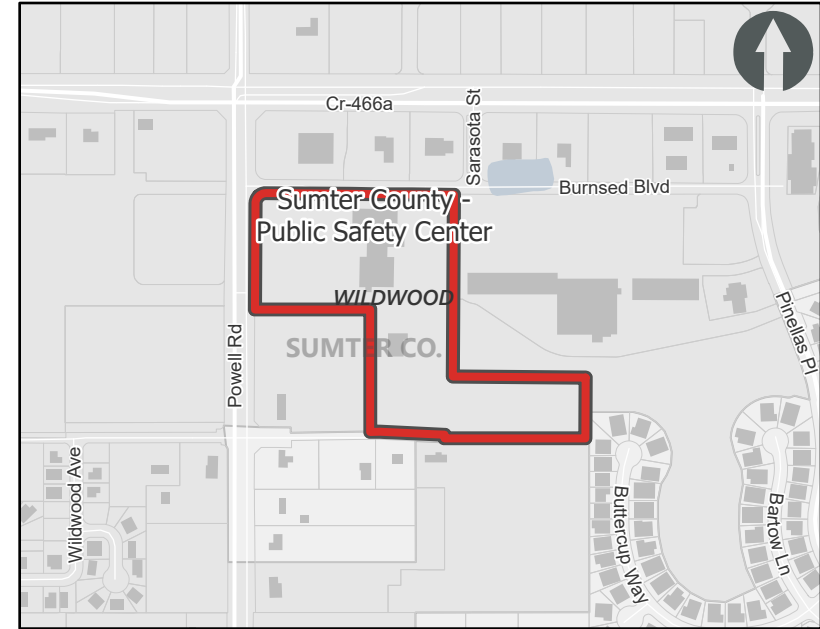 Cr-466a
Sarasota St
Burnsed Blvd
Sumter County -
Public Safety Center
WILDWOOD
SUMTER CO.
Powell Rd
Pinellas Pl
Wildwood Ave
Buttercup Way
Bartow Ln